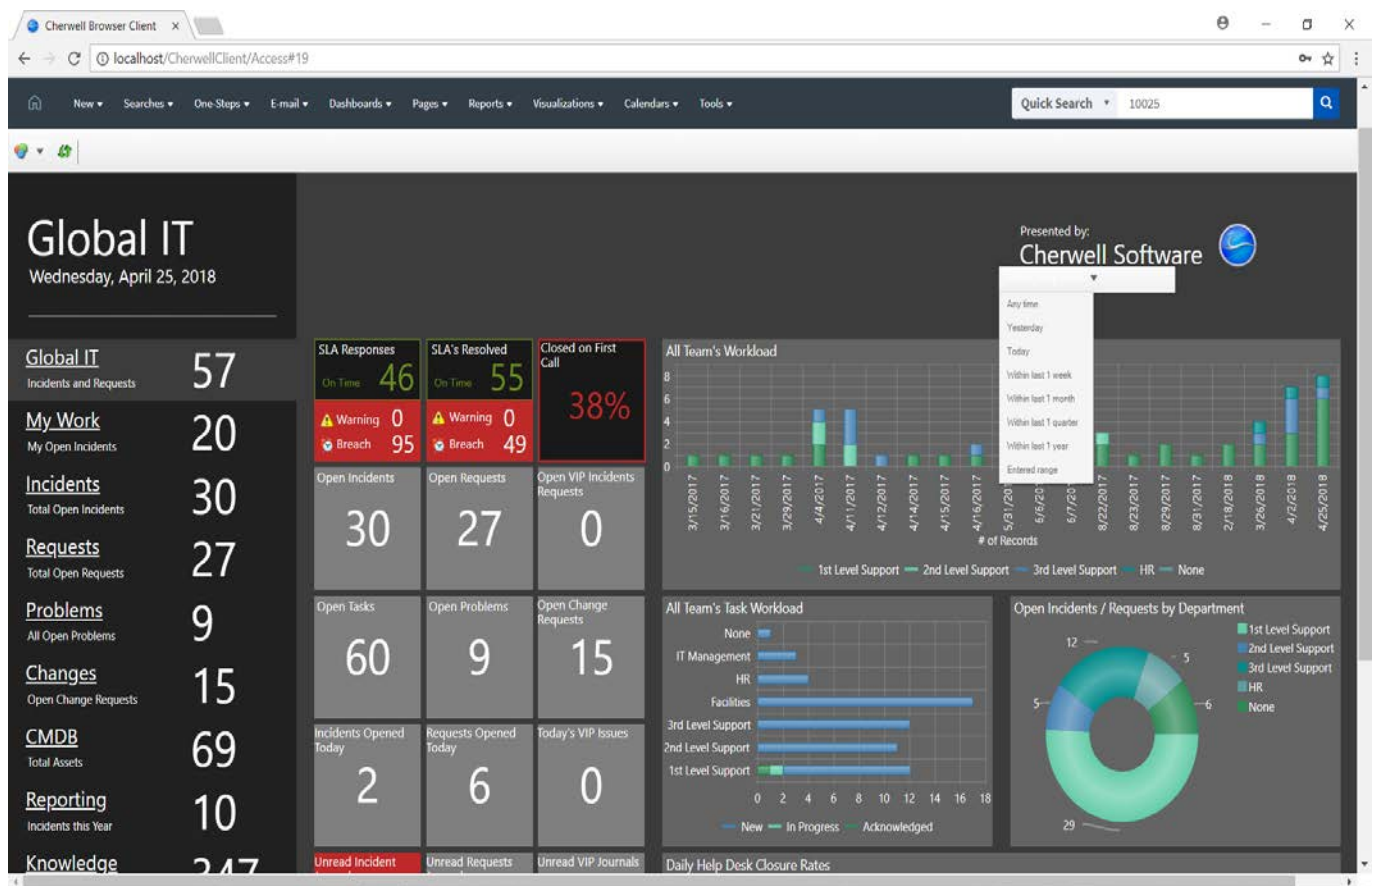 Cherwell Browser Client
localhost/CherwellClient/Access#19
New Searches One-Steps E-mail Dashboards Pages Reports Visualizations Calendars Tools Quick Search 10025
Global IT
Wednesday, April 25, 2018
Presented by:
Cherwell Software
Any time
Yesterday
Today
Within last 1 week
Within last 1 month
Within last 1 quarter
Within last 1 year
Entered range
Global IT 57
Incidents and Requests
My Work 20
My Open Incidents
Incidents 30
Total Open Incidents
Requests 27
Total Open Requests
Problems 9
All Open Problems
Changes 15
Open Change Requests
CMDB 69
Total Assets
Reporting 10
Incidents this Year
Knowledge 347
SLA Responses
On Time 46
Warning 0
Breach 95
SLA's Resolved
On Time 55
Warning 0
Breach 49
Closed on First
Call
38%
Open Incidents
30
Open Requests
27
Open VIP Incidents
Requests
0
Open Tasks
60
Open Problems
9
Open Change
Requests
15
Incidents Opened
Today
2
Requests Opened
Today
6
Today's VIP Issues
0
Unread Incident
Unread Requests
Unread VIP Journals
All Team's Workload
8
6
4
2
0
3/15/2017
3/16/2017
3/21/2017
3/29/2017
4/4/2017
4/11/2017
4/12/2017
4/14/2017
4/15/2017
4/16/2017
5/31/20
6/6/20
6/7/20
8/22/2017
8/23/2017
8/29/2017
8/31/2017
2/18/2018
3/26/2018
4/2/2018
4/25/2018
# of Records
1st Level Support 2nd Level Support 3rd Level Support HR None
All Team's Task Workload
None
IT Management
HR
Facilities
3rd Level Support
2nd Level Support
1st Level Support
0 2 4 6 8 10 12 14 16 18
New In Progress Acknowledged
Open Incidents / Requests by Department
12
5
5
6
29
1st Level Support
2nd Level Support
3rd Level Support
HR
None
Daily Help Desk Closure Rates